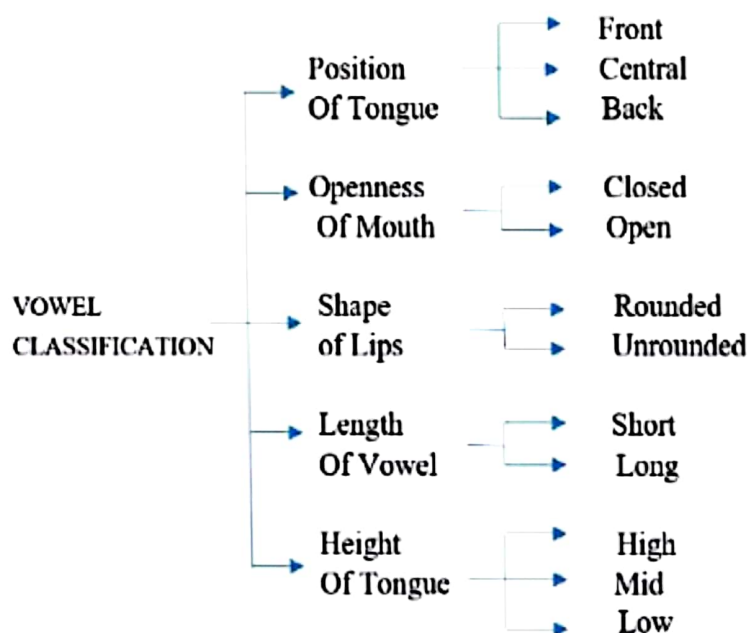 VOWEL
CLASSIFICATION
Position
Of Tongue
Front
Central
Back
Openness
Of Mouth
Closed
Open
Shape
of Lips
Rounded
Unrounded
Length
Of Vowel
Short
Long
Height
Of Tongue
High
Mid
Low